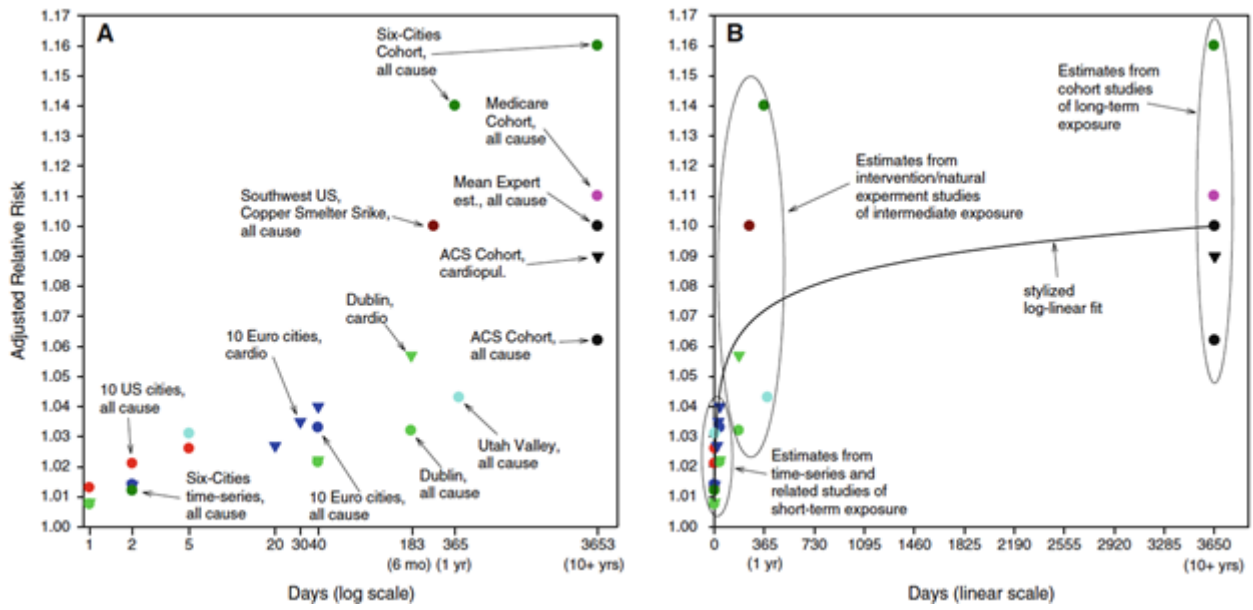 A
Adjusted Relative Risk
1.17
1.16
1.15
1.14
1.13
1.12
1.11
1.10
1.09
1.08
1.07
1.06
1.05
1.04
1.03
1.02
1.01
1.00
Six-Cities
Cohort,
all cause
Medicare
Cohort,
all cause
Mean Expert
est., all cause
Southwest US,
Copper Smelter Srike,
all cause
ACS Cohort,
cardiopul.
Dublin,
cardio
10 Euro cities,
cardio
ACS Cohort,
all cause
10 US cities,
all cause
Utah Valley,
all cause
Six-Cities
time-series,
all cause
10 Euro cities,
all cause
Dublin,
all cause
1 2 5 20 30 40 183 365 3653
(6 mo) (1 yr) (10+ yrs)
Days (log scale)
B
1.17
1.16
1.15
1.14
1.13
1.12
1.11
1.10
1.09
1.08
1.07
1.06
1.05
1.04
1.03
1.02
1.01
1.00
Estimates from
cohort studies
of long-term
exposure
Estimates from
intervention/natural
experment studies
of intermediate exposure
stylized
log-linear fit
Estimates from
time-series and
related studies of
short-term exposure
0 365 730 1095 1460 1825 2190 2555 2920 3285 3650
(1 yr) (10+ yrs)
Days (linear scale)